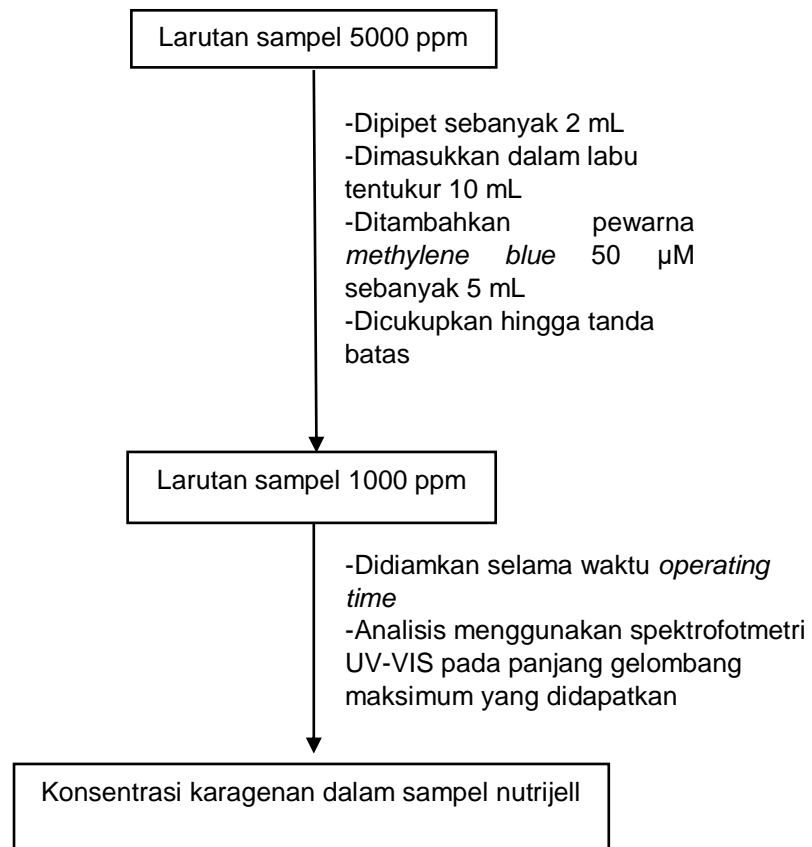 Larutan sampel 5000 ppm
-Dipipet sebanyak 2 mL
-Dimasukkan dalam labu
tentukur 10 mL
-Ditambahkan pewarna
methylene blue 50 µM
sebanyak 5 mL
-Dicukupkan hingga tanda
batas
Larutan sampel 1000 ppm
-Didiamkan selama waktu operating
time
-Analisis menggunakan spektrofotmetri
UV-VIS pada panjang gelombang
maksimum yang didapatkan
Konsentrasi karagenan dalam sampel nutrijell